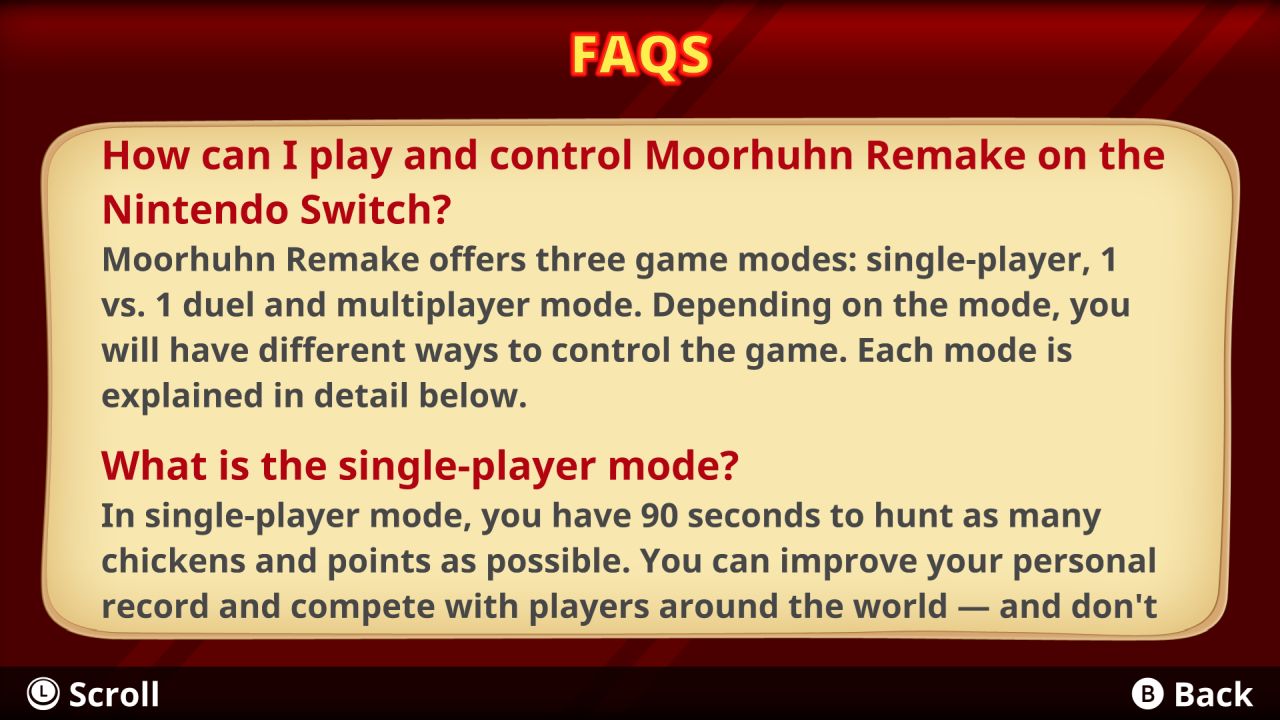 FAQS
How can I play and control Moorhuhn Remake on the
Nintendo Switch?
Moorhuhn Remake offers three game modes: single-player, 1
vs. 1 duel and multiplayer mode. Depending on the mode, you
will have different ways to control the game. Each mode is
explained in detail below.
What is the single-player mode?
In single-player mode, you have 90 seconds to hunt as many
chickens and points as possible. You can improve your personal
record and compete with players around the world — and don't
L Scroll
B Back